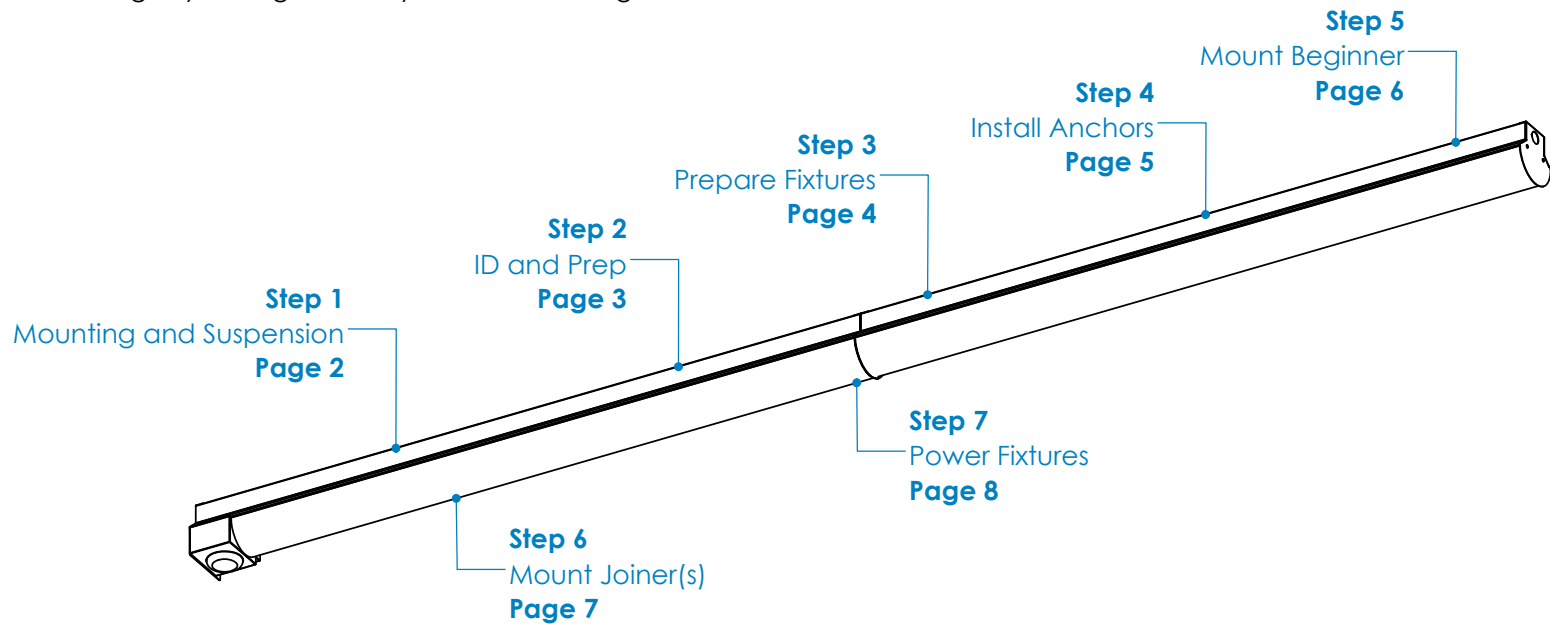 Step 5
Mount Beginner
Page 6
Step 4
Install Anchors
Page 5
Step 3
Prepare Fixtures
Page 4
Step 2
ID and Prep
Page 3
Step 1
Mounting and Suspension
Page 2
Step 7
Power Fixtures
Page 8
Step 6
Mount Joiner(s)
Page 7